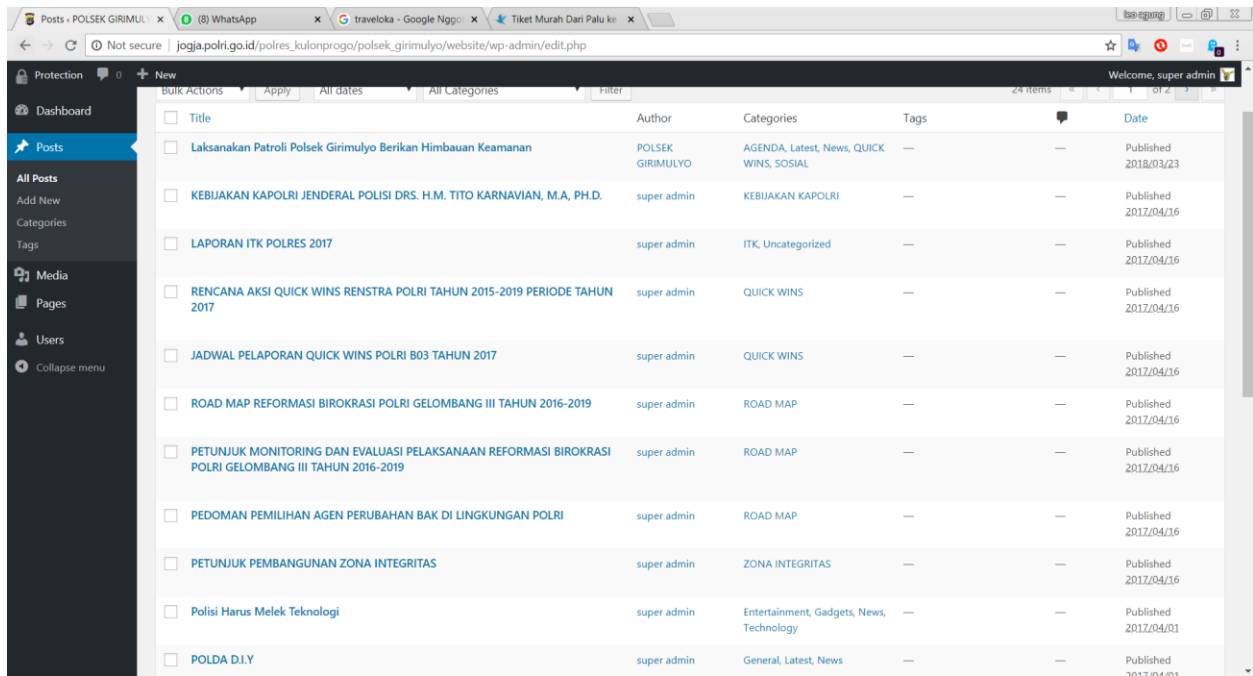 Posts ‹ POLSEK GIRIMUL
(8) WhatsApp
traveloka - Google Nggo
Tiket Murah Dari Palu ke
Iso agung
Not secure | jogja.polri.go.id/polres_kulonprogo/polsek_girimulyo/website/wp-admin/edit.php
Protection 0 + New
Welcome, super admin
Dashboard
Posts
All Posts
Add New
Categories
Tags
Media
Pages
Users
Collapse menu
Bulk Actions Apply All dates All Categories Filter 24 items « ‹ 1 of 2 › »
Title Author Categories Tags Date
Laksanakan Patroli Polsek Girimulyo Berikan Himbauan Keamanan POLSEK AGENDA, Latest, News, QUICK — — Published
GIRIMULYO WINS, SOSIAL 2018/03/23
KEBIJAKAN KAPOLRI JENDERAL POLISI DRS. H.M. TITO KARNAVIAN, M.A, PH.D. super admin KEBIJAKAN KAPOLRI — — Published
2017/04/16
LAPORAN ITK POLRES 2017 super admin ITK, Uncategorized — — Published
2017/04/16
RENCANA AKSI QUICK WINS RENSTRA POLRI TAHUN 2015-2019 PERIODE TAHUN super admin QUICK WINS — — Published
2017 2017/04/16
JADWAL PELAPORAN QUICK WINS POLRI B03 TAHUN 2017 super admin QUICK WINS — — Published
2017/04/16
ROAD MAP REFORMASI BIROKRASI POLRI GELOMBANG III TAHUN 2016-2019 super admin ROAD MAP — — Published
2017/04/16
PETUNJUK MONITORING DAN EVALUASI PELAKSANAAN REFORMASI BIROKRASI super admin ROAD MAP — — Published
POLRI GELOMBANG III TAHUN 2016-2019 2017/04/16
PEDOMAN PEMILIHAN AGEN PERUBAHAN BAK DI LINGKUNGAN POLRI super admin ROAD MAP — — Published
2017/04/16
PETUNJUK PEMBANGUNAN ZONA INTEGRITAS super admin ZONA INTEGRITAS — — Published
2017/04/16
Polisi Harus Melek Teknologi super admin Entertainment, Gadgets, News, — — Published
Technology 2017/04/01
POLDA D.I.Y super admin General, Latest, News — — Published
2017/04/01